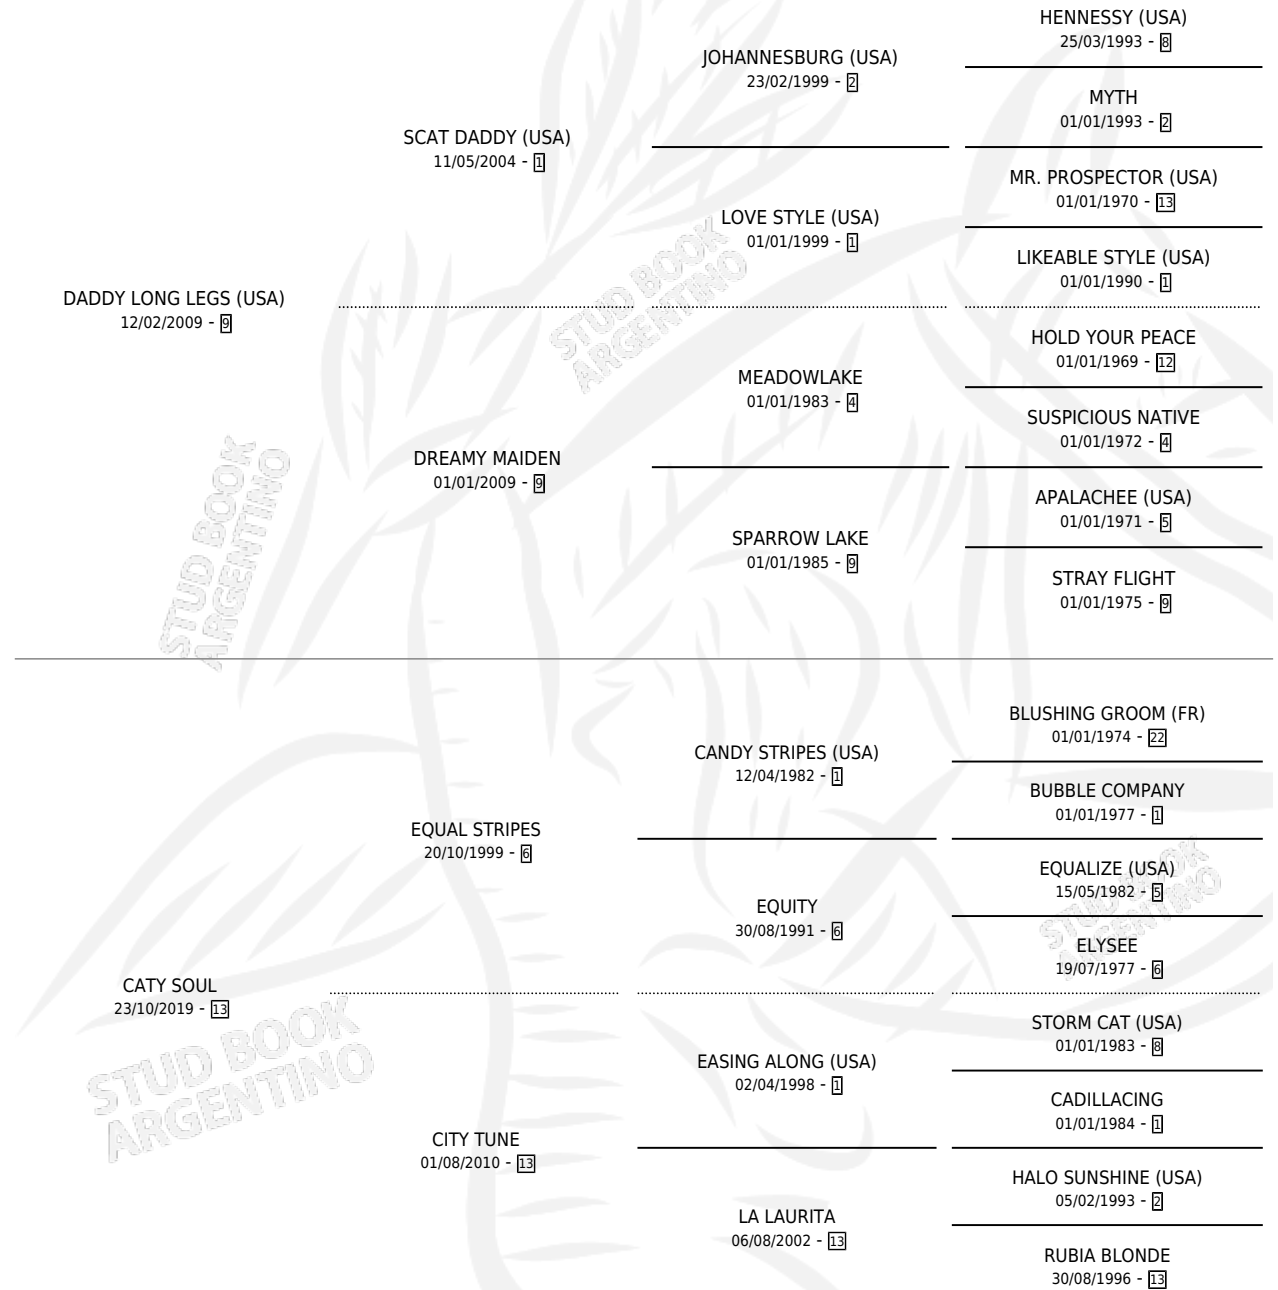 HENNESSY (USA)
25/03/1993 - 8
JOHANNESBURG (USA)
23/02/1999 - 2
MYTH
01/01/1993 - 2
SCAT DADDY (USA)
11/05/2004 - 1
MR. PROSPECTOR (USA)
01/01/1970 - 13
LOVE STYLE (USA)
01/01/1999 - 1
LIKEABLE STYLE (USA)
01/01/1990 - 1
DADDY LONG LEGS (USA)
12/02/2009 - 9
STUD BOOK
ARGENTINO
HOLD YOUR PEACE
01/01/1969 - 12
MEADOWLAKE
01/01/1983 - 4
SUSPICIOUS NATIVE
01/01/1972 - 4
DREAMY MAIDEN
01/01/2009 - 9
APALACHEE (USA)
01/01/1971 - 5
SPARROW LAKE
01/01/1985 - 9
STRAY FLIGHT
01/01/1975 - 9
STUD BOOK
ARGENTINO
BLUSHING GROOM (FR)
01/01/1974 - 22
CANDY STRIPES (USA)
12/04/1982 - 1
BUBBLE COMPANY
01/01/1977 - 1
EQUAL STRIPES
20/10/1999 - 6
EQUALIZE (USA)
15/05/1982 - 5
EQUITY
30/08/1991 - 6
STUD BOOK
ARGENTINO
ELYSEE
19/07/1977 - 6
CATY SOUL
23/10/2019 - 13
STORM CAT (USA)
01/01/1983 - 8
EASING ALONG (USA)
02/04/1998 - 1
CADILLACING
01/01/1984 - 1
STUD BOOK
ARGENTINO
CITY TUNE
01/08/2010 - 13
HALO SUNSHINE (USA)
05/02/1993 - 2
LA LAURITA
06/08/2002 - 13
RUBIA BLONDE
30/08/1996 - 13